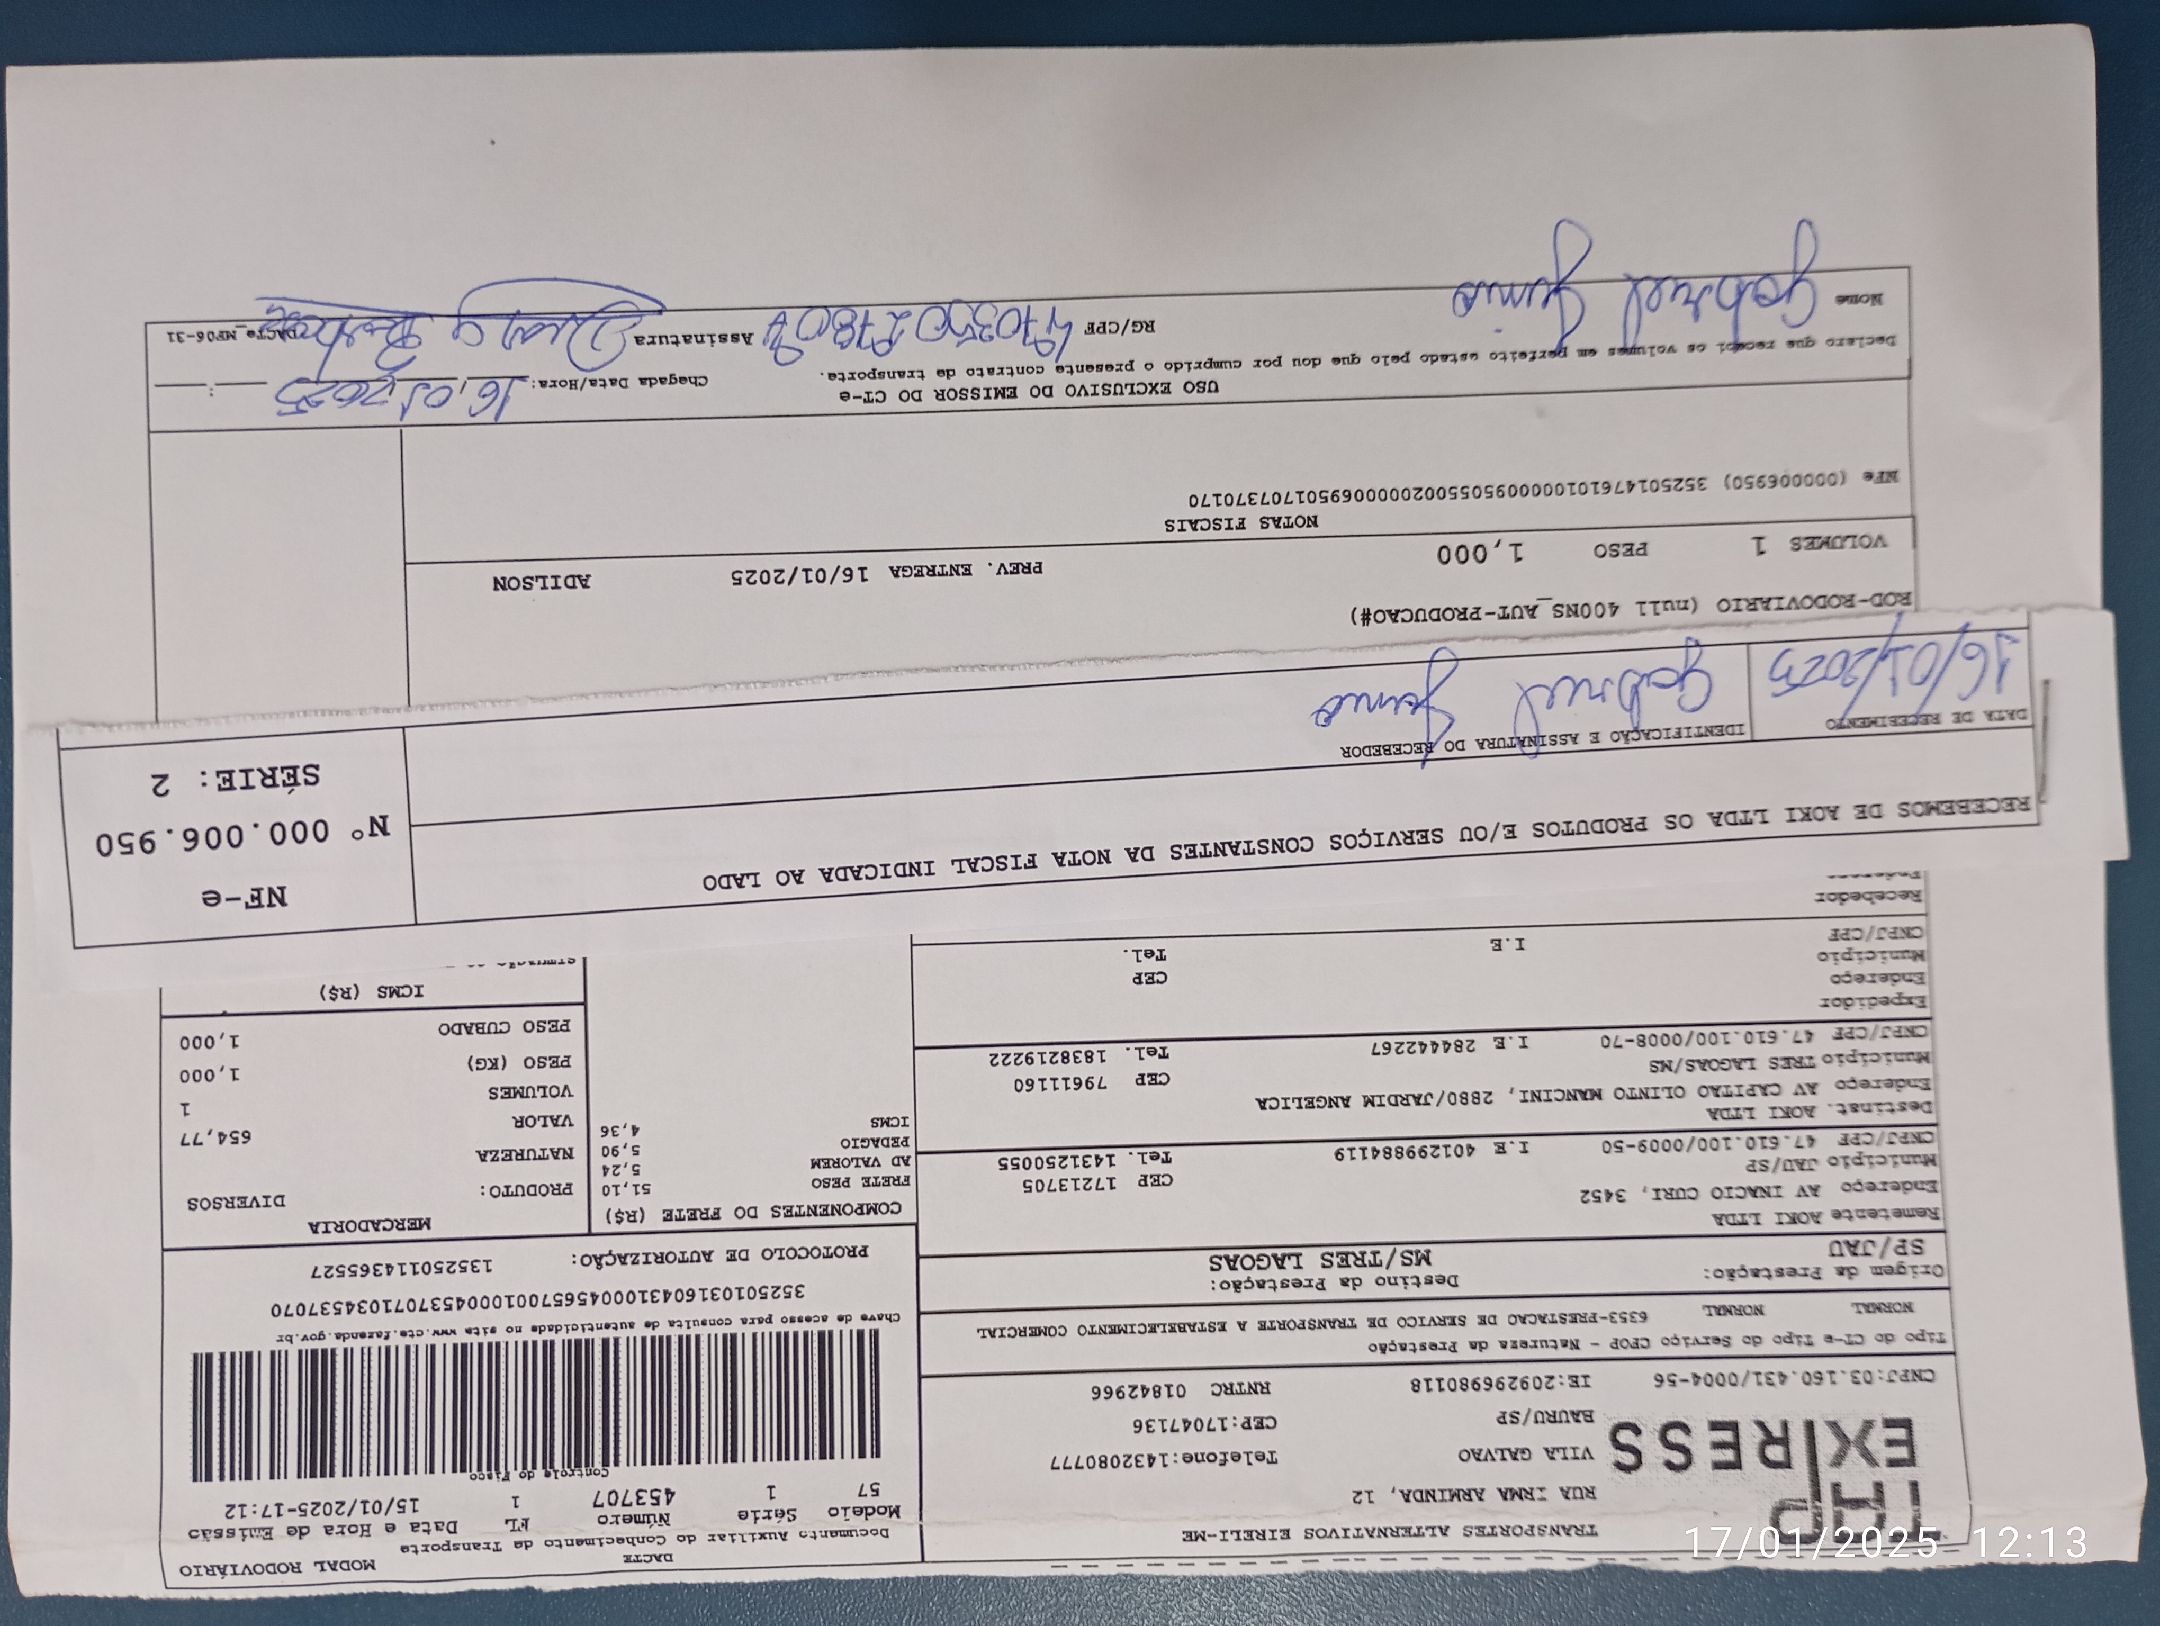 DACTE
MODAL RODOVIÁRIO
Documento Auxiliar do Conhecimento de Transporte
Modelo Série Número FL Data e Hora de Emissão
57 1 453707 1 15/01/2025-17:12
Controle do Fisco
TRANSPORTES ALTERNATIVOS EIRELI-ME
TAP
EXPRESS
RUA IRMA ARMINDA, 12
VILA GALVAO Telefone:1432080777
BAURU/SP CEP:17047136
CNPJ:03.160.431/0004-56 IE:209296980118 RNTRC 01842966
Chave de acesso para consulta de autenticidade no site www.cte.fazenda.gov.br
35250103160431000456570010004537071034537070
PROTOCOLO DE AUTORIZAÇÃO: 135250114365527
Tipo do CT-e Tipo do Serviço CFOP - Natureza da Prestação
NORMAL NORMAL 6353-PRESTACAO DE SERVICO DE TRANSPORTE A ESTABELECIMENTO COMERCIAL
Origem da Prestação: Destino da Prestação:
SP/JAU MS/TRES LAGOAS
Remetente AOKI LTDA
Endereço AV INACIO CURI, 3452 CEP 17213705
Município JAU/SP Tel. 1431250055
CNPJ/CPF 47.610.100/0009-50 I.E 401299884119
Destinat. AOKI LTDA
Endereço AV CAPITAO OLINTO MANCINI, 2880/JARDIM ANGELICA
Município TRES LAGOAS/MS CEP 79611160
CNPJ/CPF 47.610.100/0008-70 I.E 284442267 Tel. 1838219222
Expedidor
Endereço CEP
Município Tel.
CNPJ/CPF I.E
Recebedor
Endereço
COMPONENTES DO FRETE (R$)
FRETE PESO 51,10
AD VALOREM 5,24
PEDAGIO 5,90
ICMS 4,36
MERCADORIA
PRODUTO: DIVERSOS
NATUREZA
VALOR 654,77
VOLUMES 1
PESO (KG) 1,000
PESO CUBADO 1,000
ICMS (R$)
RECEBEMOS DE AOKI LTDA OS PRODUTOS E/OU SERVIÇOS CONSTANTES DA NOTA FISCAL INDICADA AO LADO
NF-e
Nº 000.006.950
SÉRIE: 2
DATA DE RECEBIMENTO IDENTIFICAÇÃO E ASSINATURA DO RECEBEDOR
16/01/2025 Gabriel Junio
ROD-RODOVIARIO (null 400NS_AUT-PRODUCAO#)
VOLUMES 1 PESO 1,000 PREV. ENTREGA 16/01/2025 ADILSON
NOTAS FISCAIS
NFe (000006950) 35250147610100000950550020000069501707370170
USO EXCLUSIVO DO EMISSOR DO CT-e
Declaro que recebi os volumes em perfeito estado pelo que dou por cumprido o presente contrato de transporte.
Chegada Data/Hora: 16/01/2025 :
Nome Gabriel Junio RG/CPF Assinatura
DACTe_MF06-31
17/01/2025 12:13